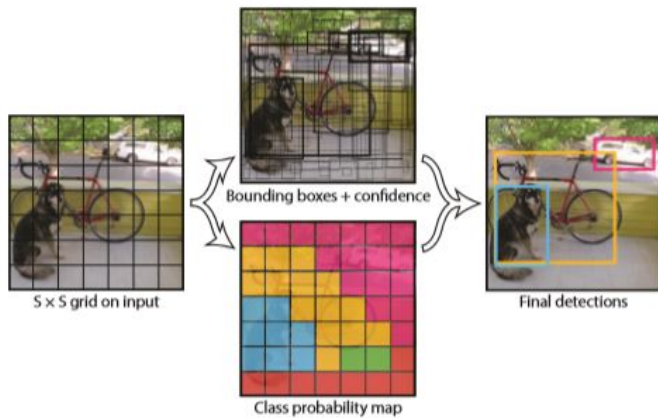 Bounding boxes + confidence
S × S grid on input
Final detections
Class probability map